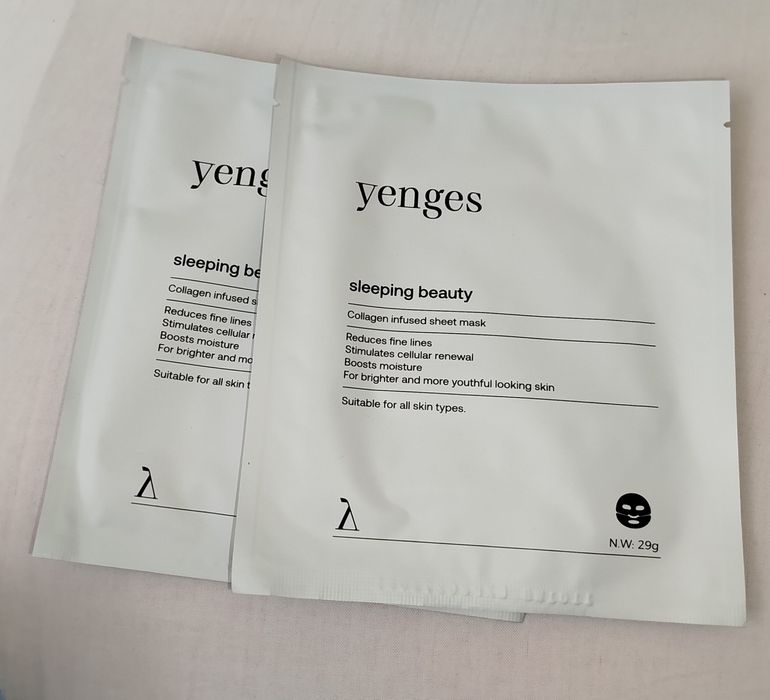 yeng
sleeping be
Collagen infused s
Reduces fine lines
Stimulates cellular
Boosts moisture
For brighter and mo
Suitable for all skin t
λ
yenges
sleeping beauty
Collagen infused sheet mask
Reduces fine lines
Stimulates cellular renewal
Boosts moisture
For brighter and more youthful looking skin
Suitable for all skin types.
λ
N.W: 29g